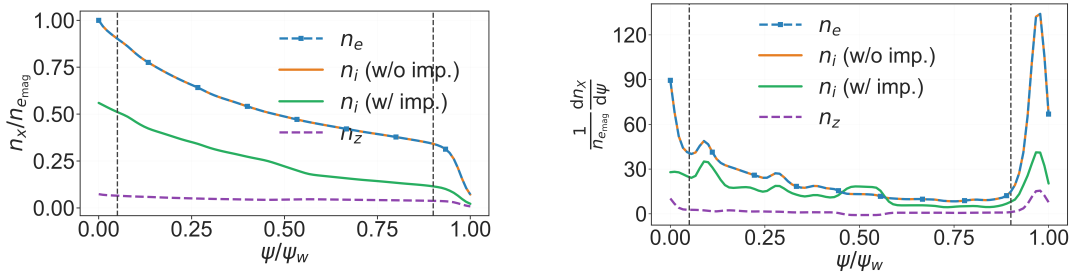 1.00
0.75
0.50
0.25
0.00
n_x/n_{e_mag}
n_e
n_i (w/o imp.)
n_i (w/ imp.)
n_z
0.00 0.25 0.50 0.75 1.00
ψ/ψ_w
120
90
60
30
0
1/n_{e_mag} dn_X/dψ
n_e
n_i (w/o imp.)
n_i (w/ imp.)
n_z
0.00 0.25 0.50 0.75 1.00
ψ/ψ_w